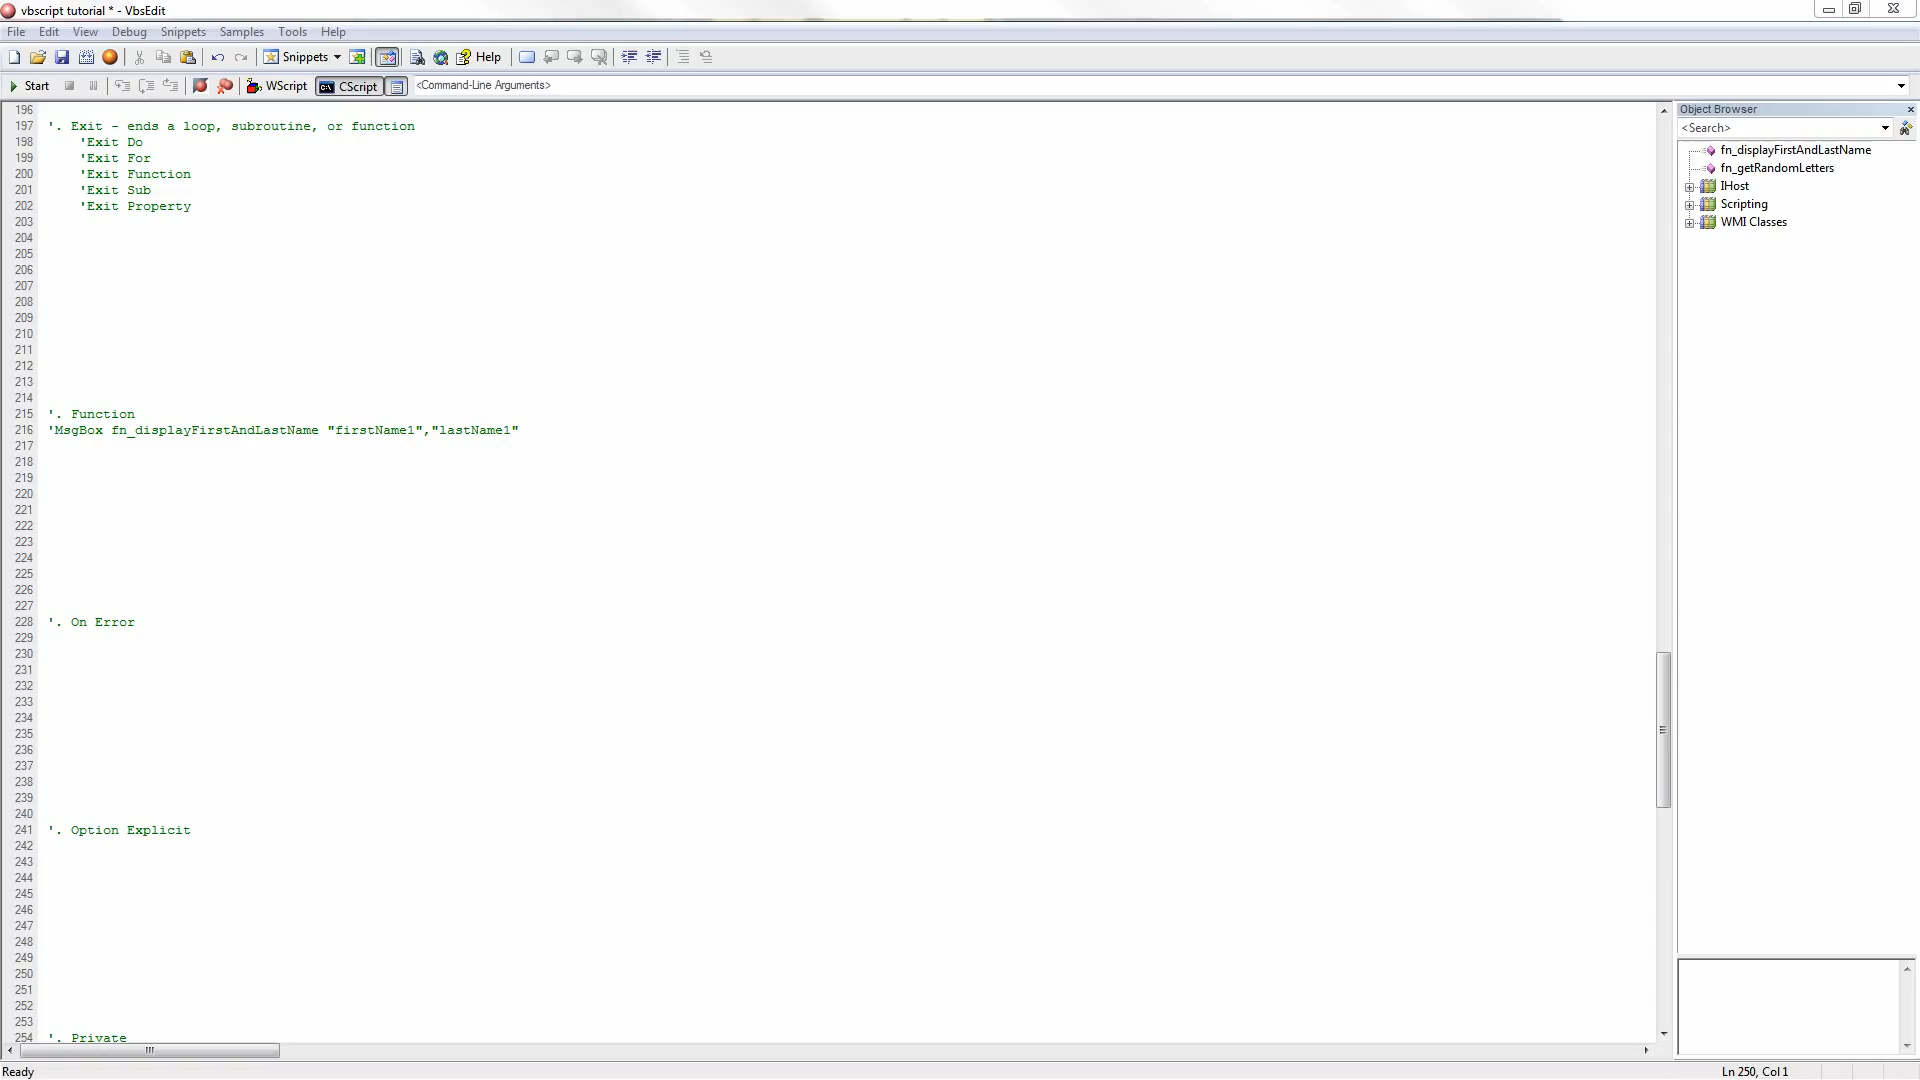 vbscript tutorial * - VbsEdit
File Edit View Debug Snippets Samples Tools Help
Snippets Help
Start WScript CScript <Command-Line Arguments>
196
197 '. Exit - ends a loop, subroutine, or function
198 'Exit Do
199 'Exit For
200 'Exit Function
201 'Exit Sub
202 'Exit Property
203
204
205
206
207
208
209
210
211
212
213
214
215 '. Function
216 'MsgBox fn_displayFirstAndLastName "firstName1","lastName1"
217
218
219
220
221
222
223
224
225
226
227
228 '. On Error
229
230
231
232
233
234
235
236
237
238
239
240
241 '. Option Explicit
242
243
244
245
246
247
248
249
250
251
252
253
254 '. Private
Object Browser
<Search>
fn_displayFirstAndLastName
fn_getRandomLetters
IHost
Scripting
WMI Classes
Ready
Ln 250, Col 1